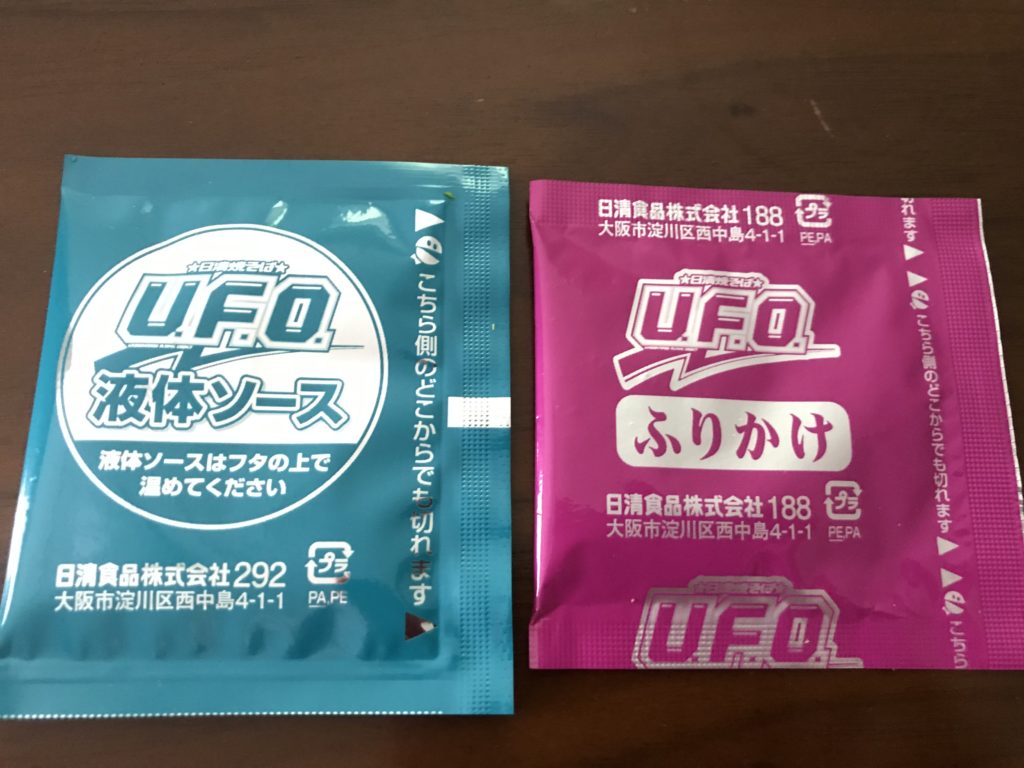 ★日清焼そば★
U.F.O.
液体ソース
液体ソースはフタの上で
温めてください
日清食品株式会社292
大阪市淀川区西中島4-1-1
プラ
PA,PE
こちら側のどこからでも切れます
日清食品株式会社188
大阪市淀川区西中島4-1-1
プラ
PE,PA
★日清焼そば★
U.F.O.
ふりかけ
日清食品株式会社188
大阪市淀川区西中島4-1-1
プラ
PE,PA
★日清焼そば★
U.F.O.
切れます
こちら側のどこからでも切れます
こちら